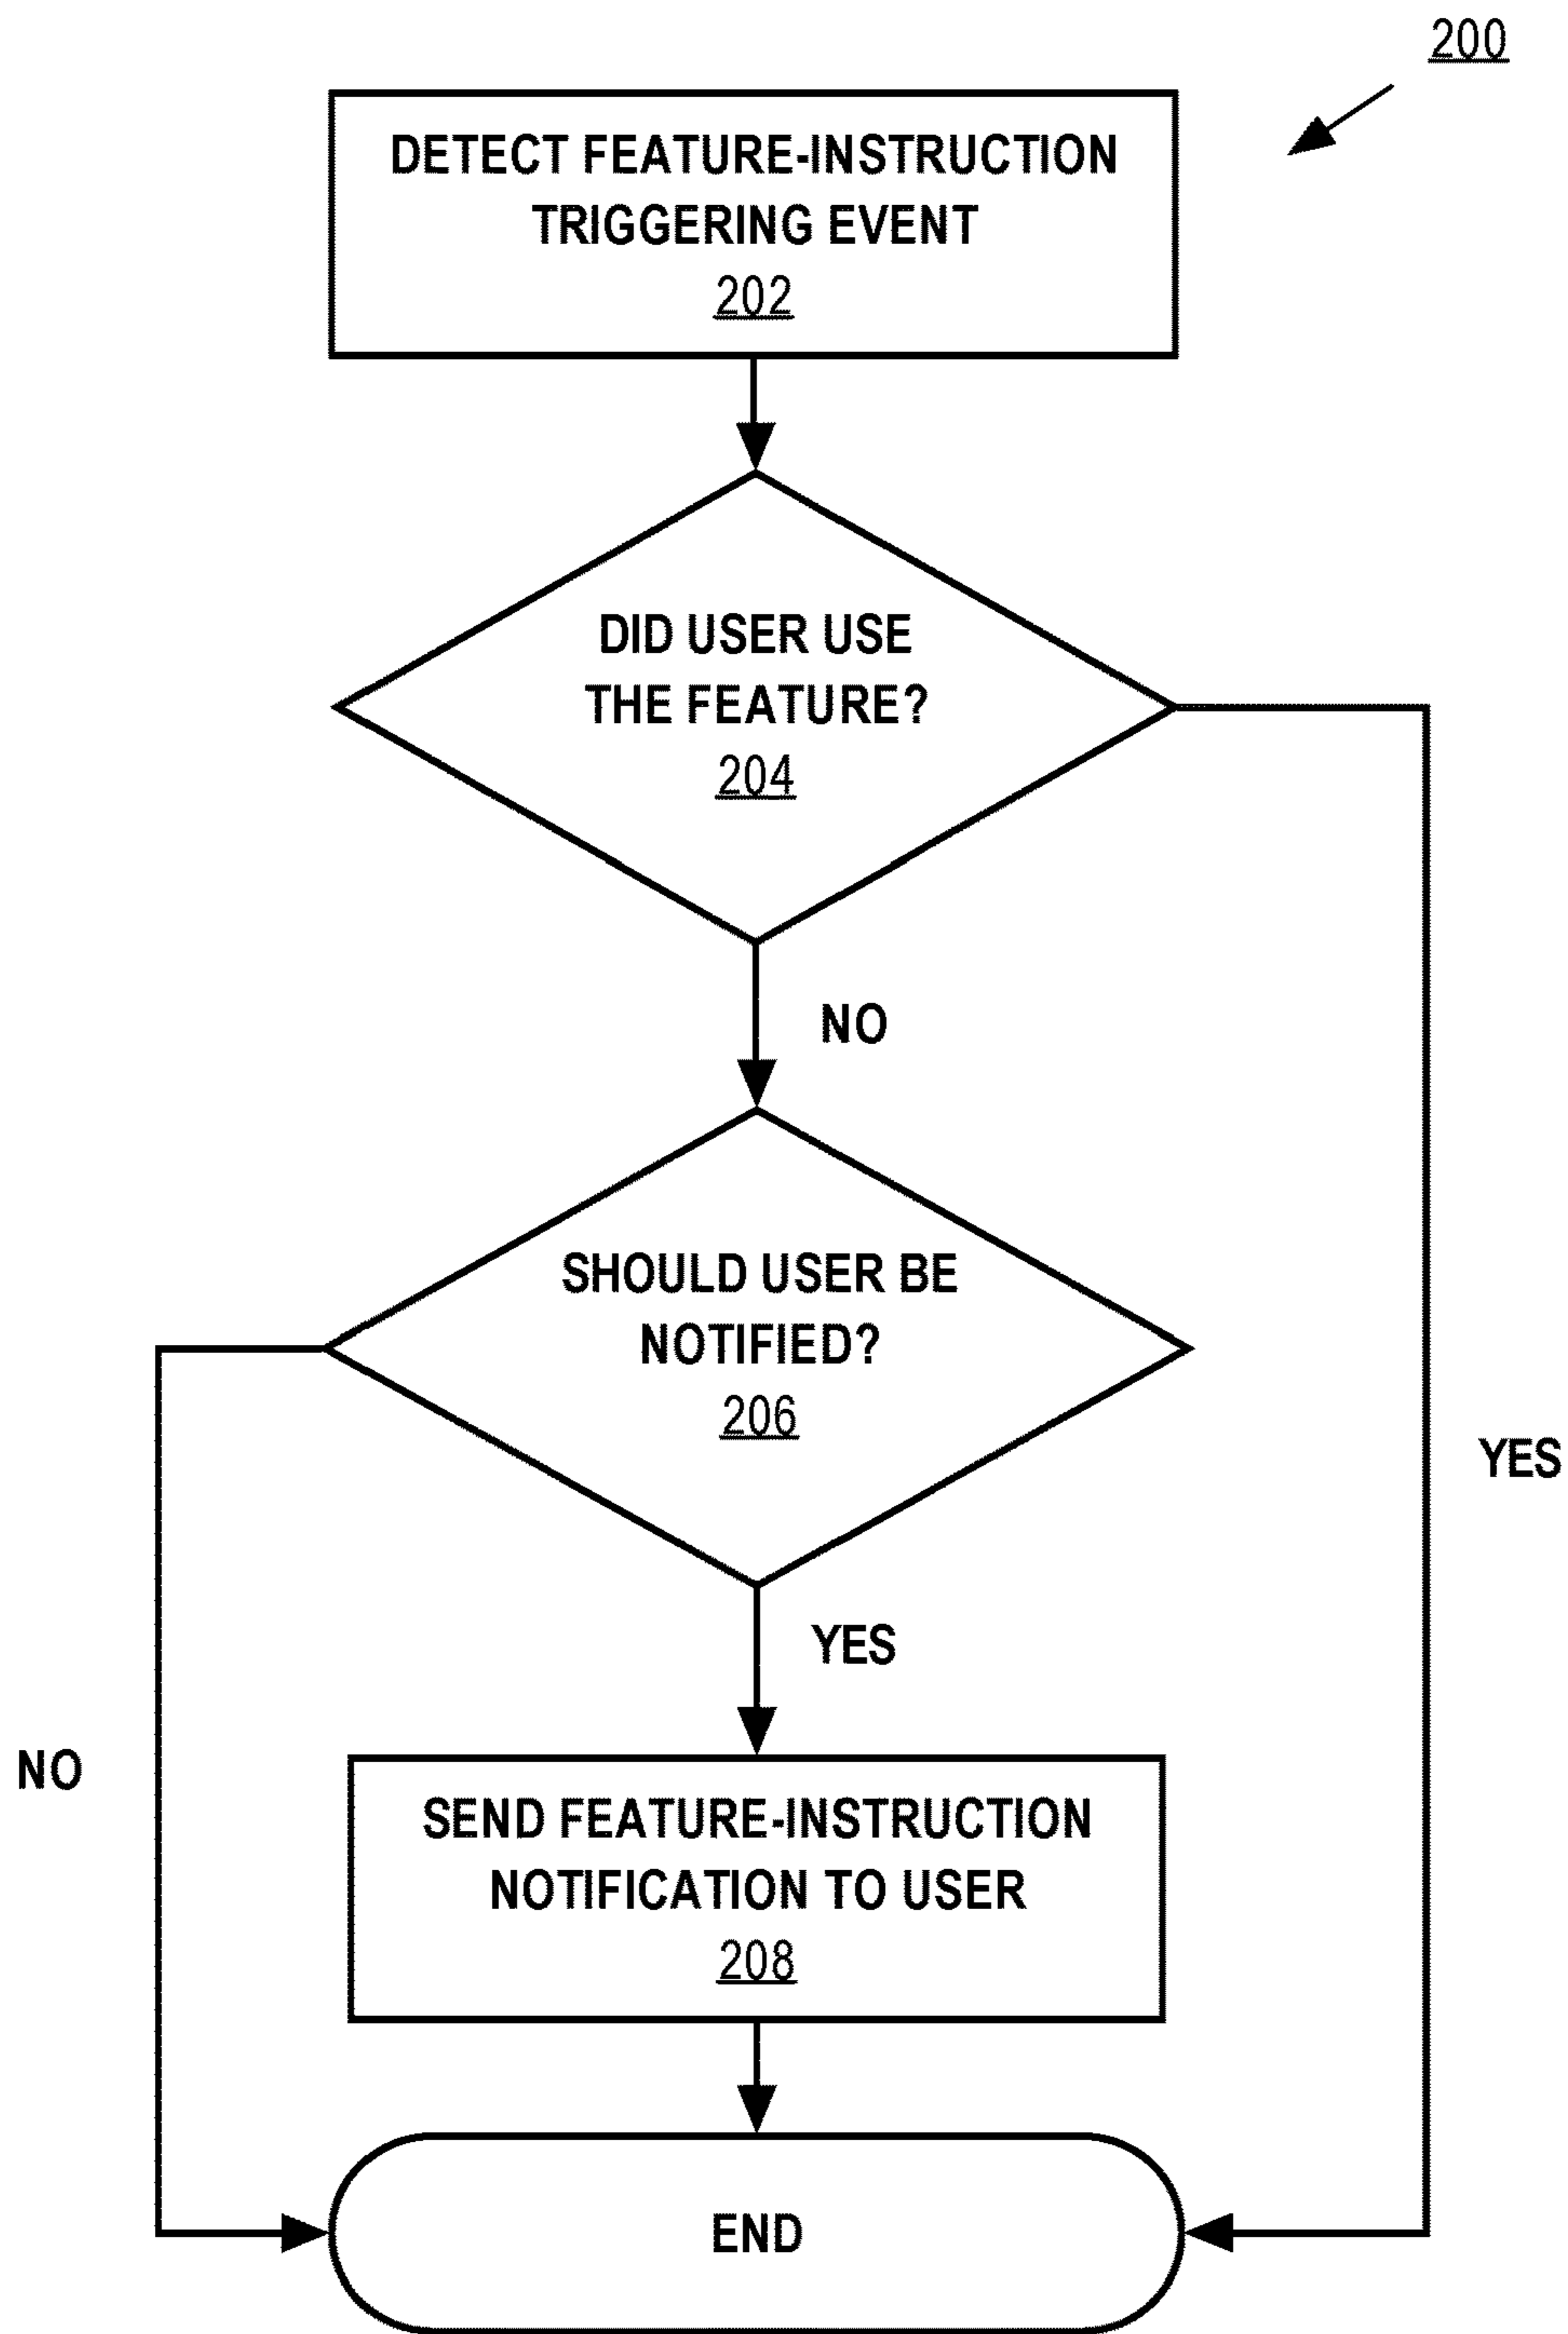 200
DETECT FEATURE-INSTRUCTION
TRIGGERING EVENT
202
DID USER USE
THE FEATURE?
204
NO
SHOULD USER BE
NOTIFIED?
206
YES
YES
NO
SEND FEATURE-INSTRUCTION
NOTIFICATION TO USER
208
END